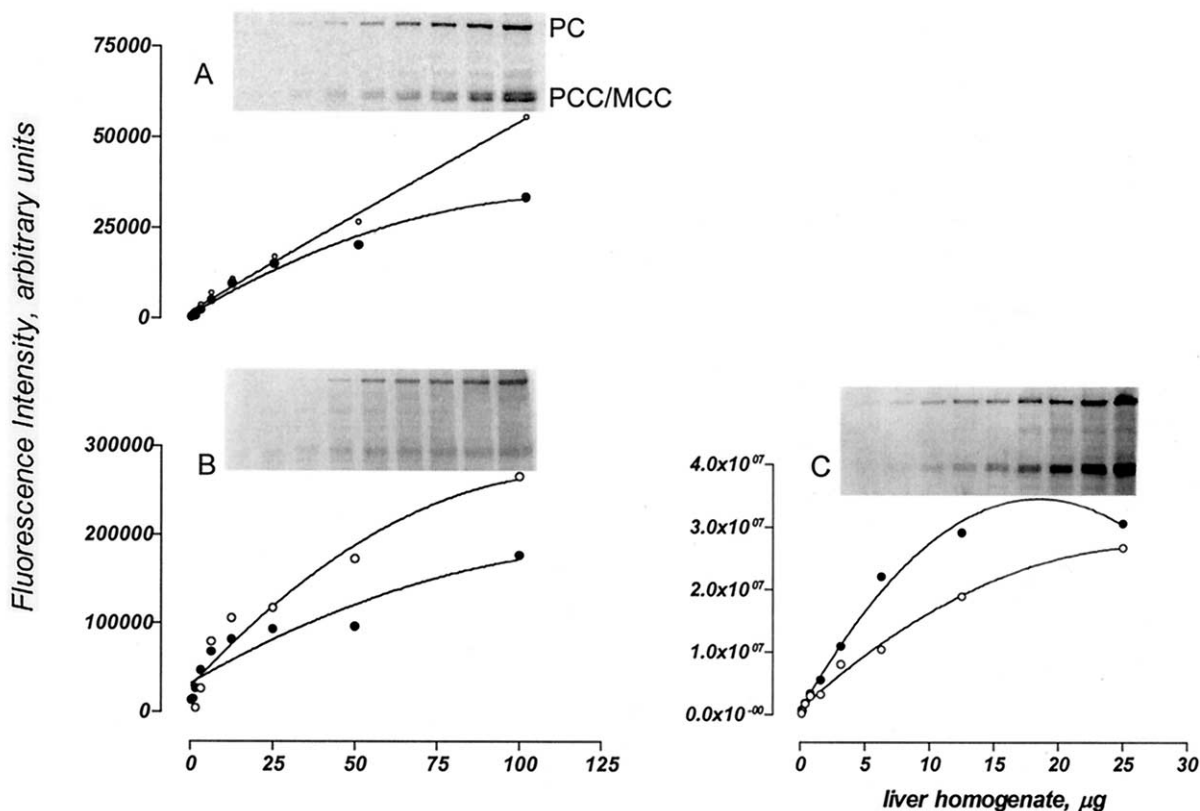 Fluorescence Intensity, arbitrary units
A
PC
PCC/MCC
75000
50000
25000
0
B
300000
200000
100000
0
0 25 50 75 100 125
C
4.0x10⁰⁷
3.0x10⁰⁷
2.0x10⁰⁷
1.0x10⁰⁷
0.0x10⁻⁰⁰
0 5 10 15 20 25 30
liver homogenate, µg